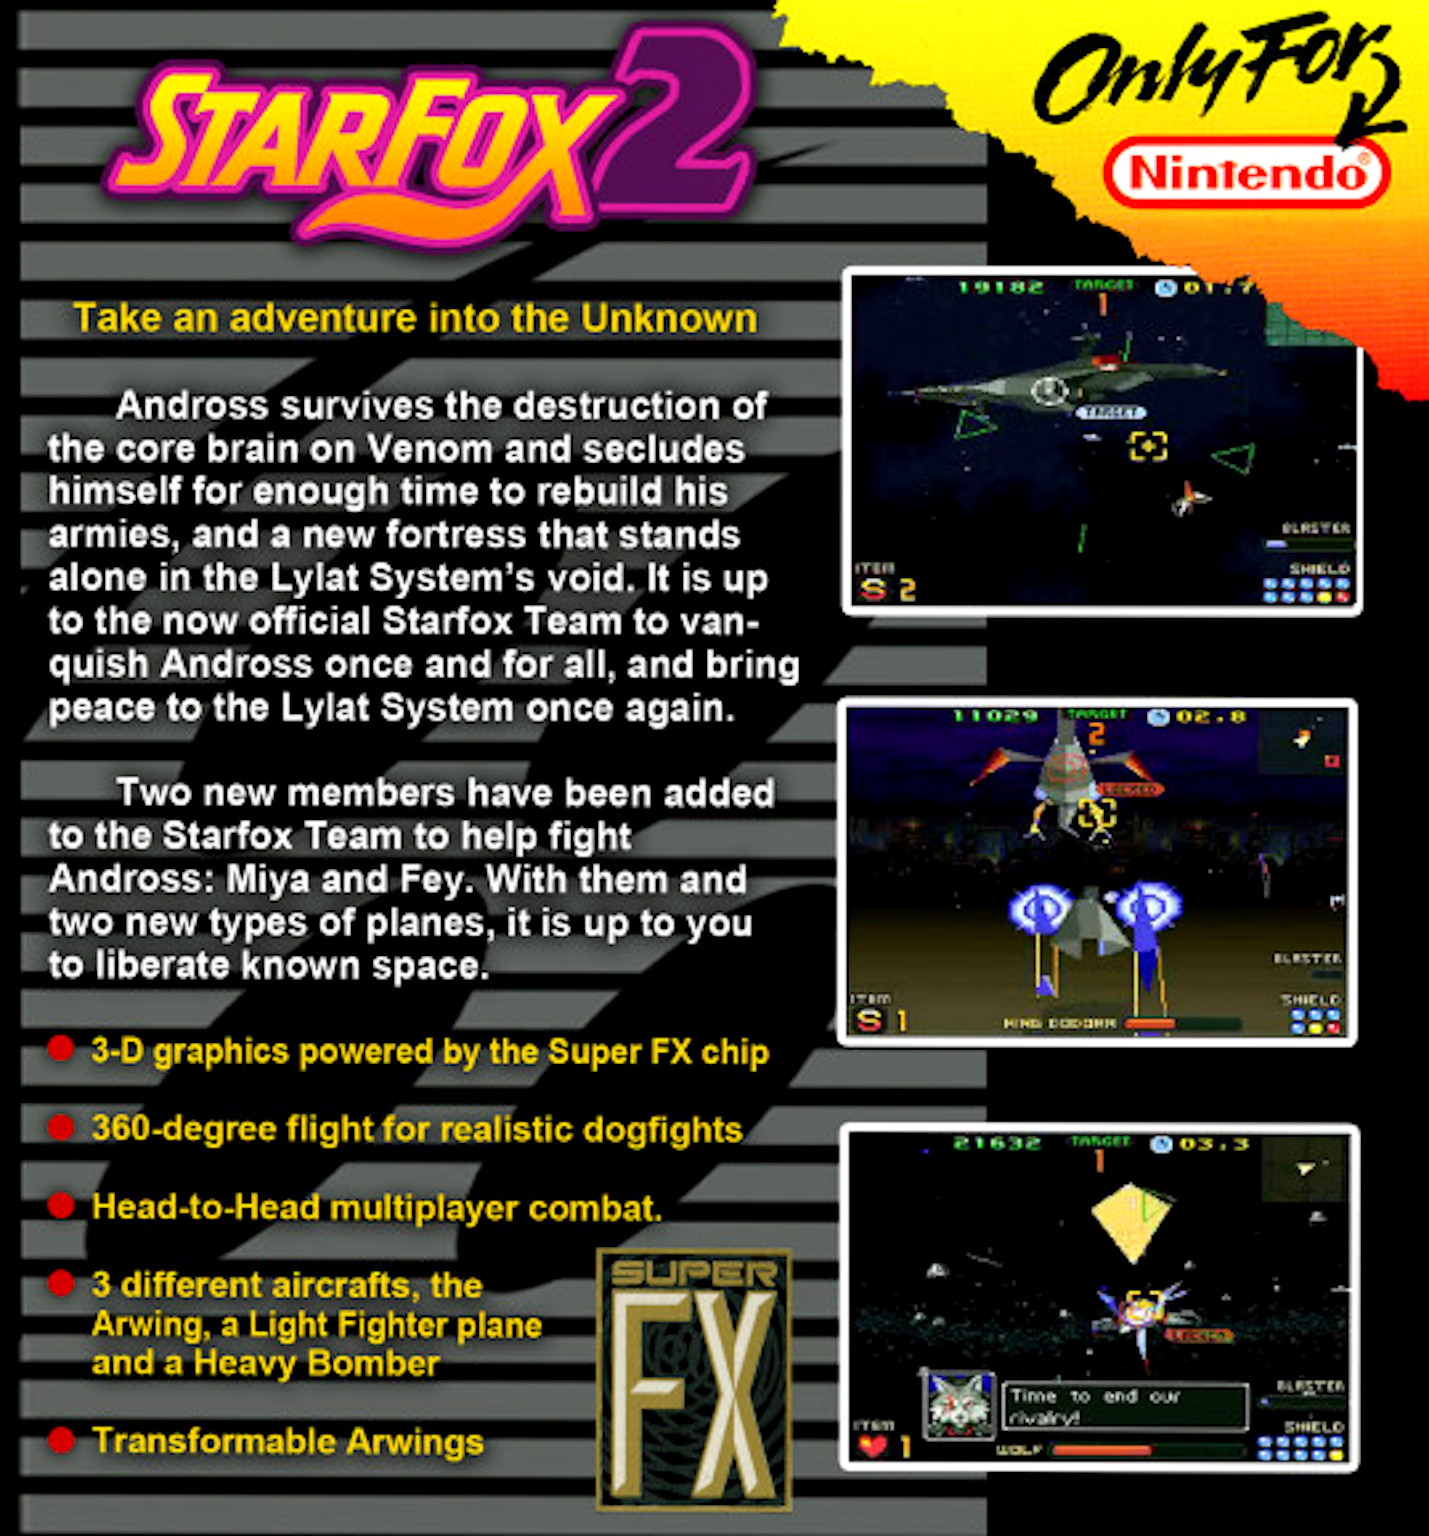 STARFOX 2
Only For
Nintendo®
Take an adventure into the Unknown
Andross survives the destruction of
the core brain on Venom and secludes
himself for enough time to rebuild his
armies, and a new fortress that stands
alone in the Lylat System's void. It is up
to the now official Starfox Team to van-
quish Andross once and for all, and bring
peace to the Lylat System once again.
Two new members have been added
to the Starfox Team to help fight
Andross: Miya and Fey. With them and
two new types of planes, it is up to you
to liberate known space.
3-D graphics powered by the Super FX chip
360-degree flight for realistic dogfights
Head-to-Head multiplayer combat.
3 different aircrafts, the
Arwing, a Light Fighter plane
and a Heavy Bomber
Transformable Arwings
SUPER
FX
19182 TARGET 01.7
1
TARGET
BLASTER
ITEM SHIELD
S 2
11029 TARGET 02.8
2
BLASTER
ITEM SHIELD
S 1
KING DODORA
21632 TARGET 03.3
1
Time to end our
rivalry!
BLASTER
ITEM SHIELD
1
WOLF